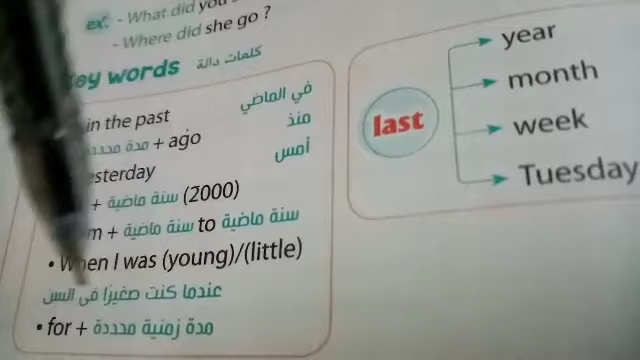 ex: - What did you
- Where did she go ?
key words كلمات دالة
in the past في الماضي
مدة محددة + ago منذ
yesterday أمس
+ سنة ماضية (2000)
+ سنة ماضية to سنة ماضية
• When I was (young)/(little)
عندما كنت صغيرا في السن
• for + مدة زمنية محددة
last
year
month
week
Tuesday